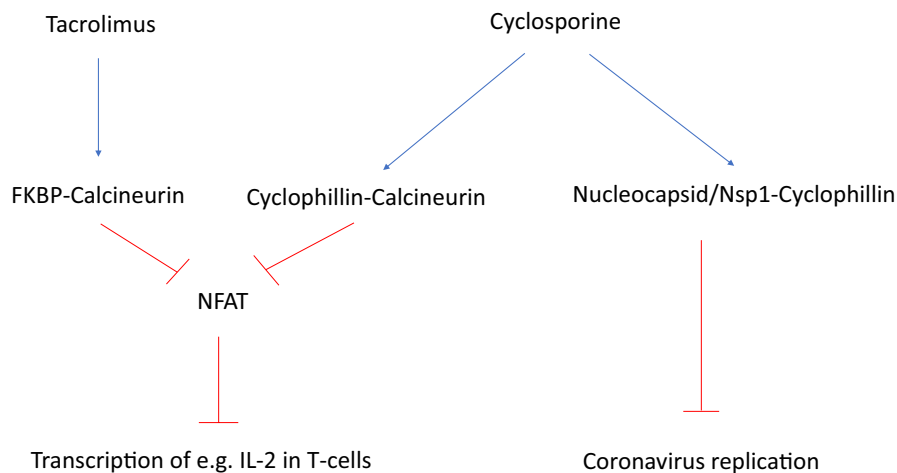 Tacrolimus
Cyclosporine
FKBP-Calcineurin
Cyclophillin-Calcineurin
Nucleocapsid/Nsp1-Cyclophillin
NFAT
Transcription of e.g. IL-2 in T-cells
Coronavirus replication